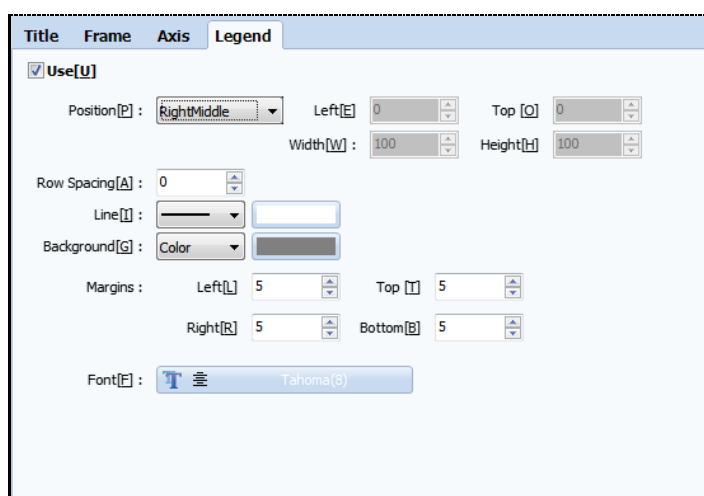 Title Frame Axis Legend
Use[U]
Position[P] : RightMiddle Left[E] 0 Top [O] 0
Width[W] : 100 Height[H] 100
Row Spacing[A] : 0
Line[I] :
Background[G] : Color
Margins : Left[L] 5 Top [T] 5
Right[R] 5 Bottom[B] 5
Font[F] : Tahoma(8)